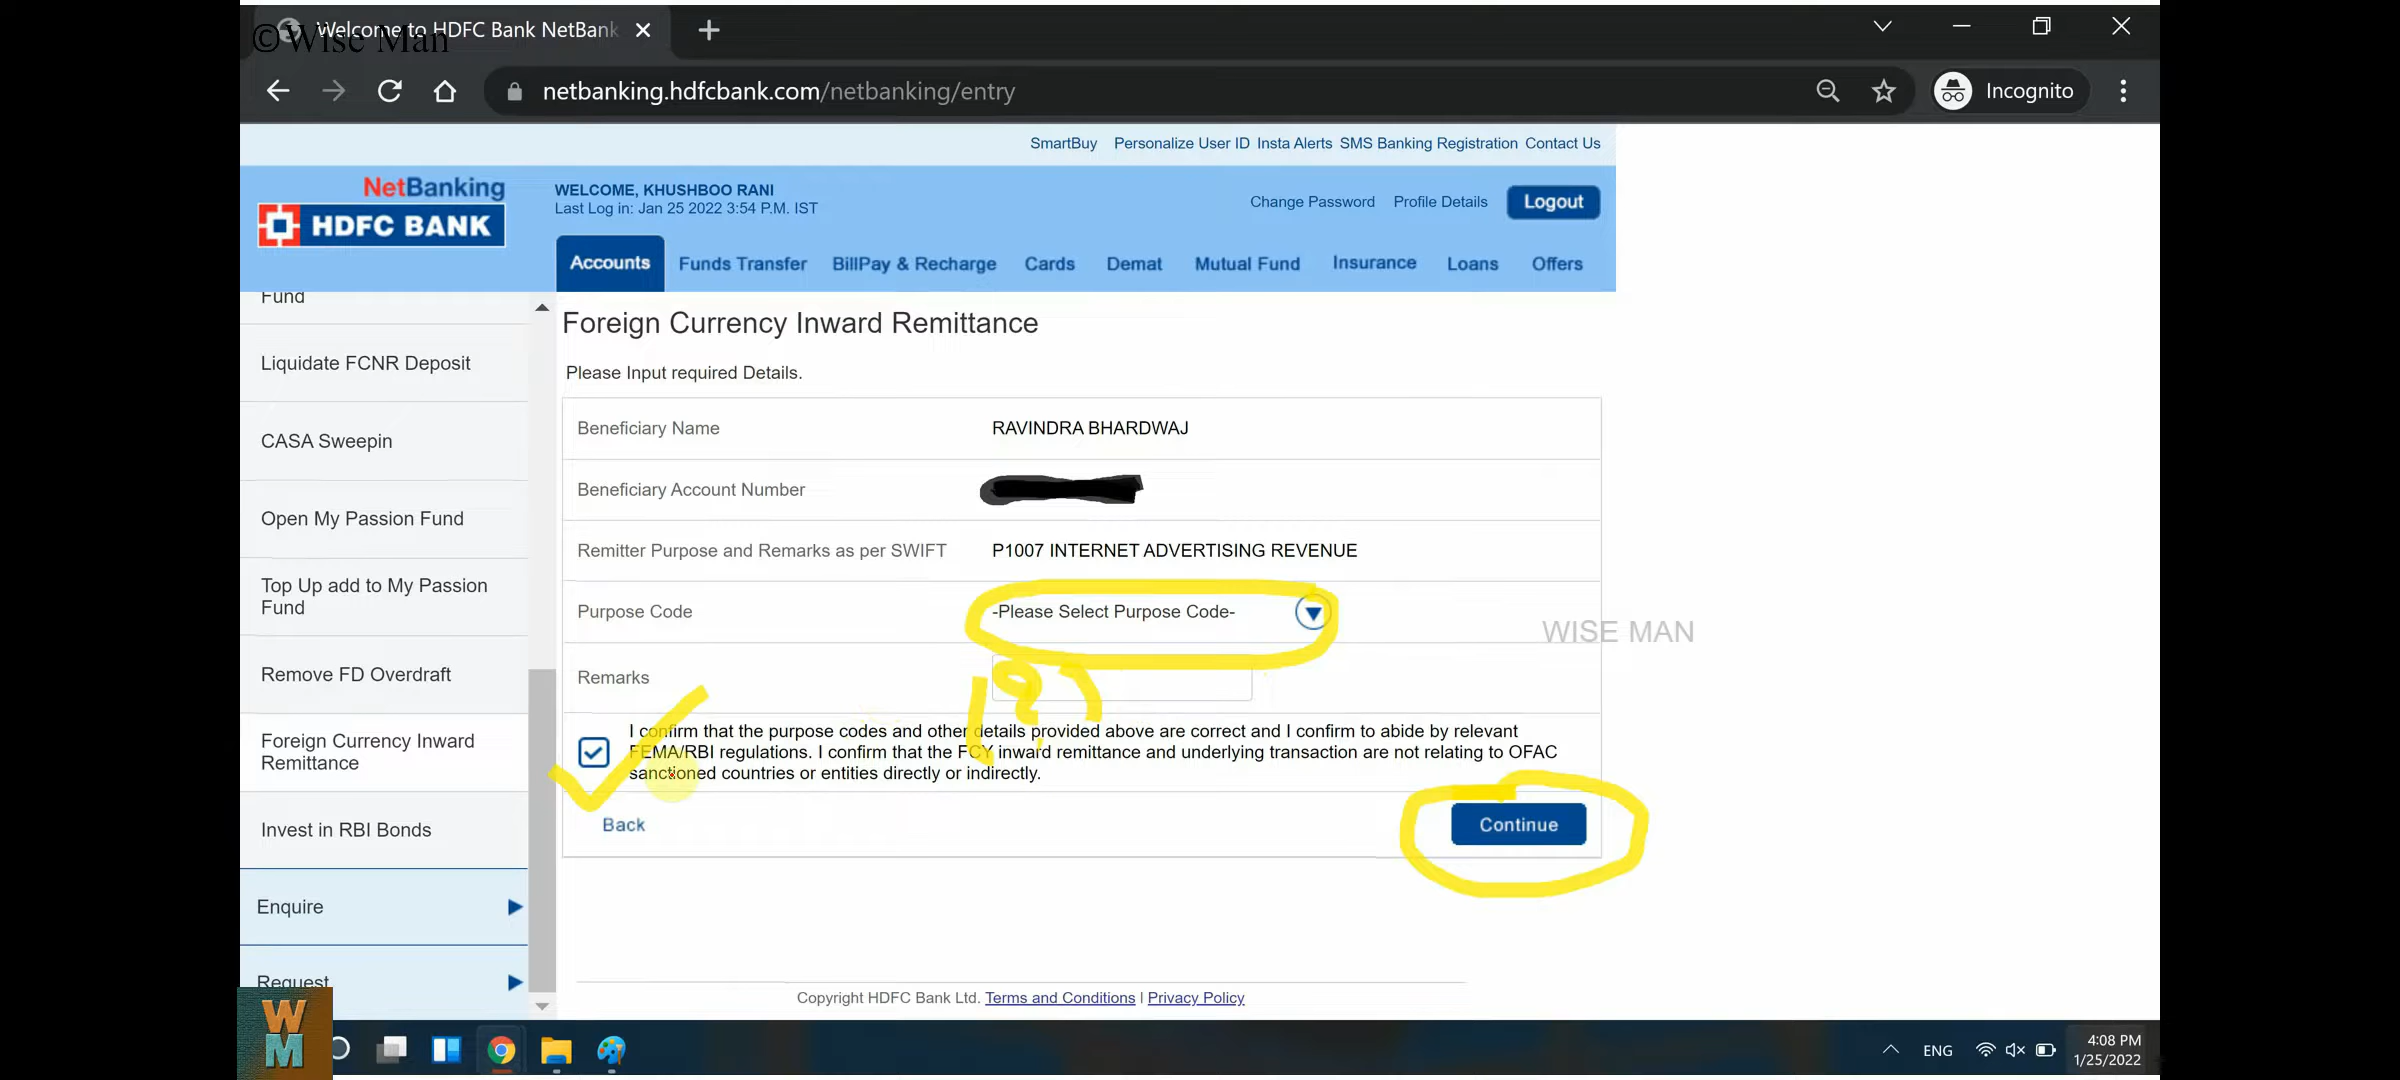 Welcome to HDFC Bank NetBank
©Wise Man
netbanking.hdfcbank.com/netbanking/entry
Incognito
SmartBuy Personalize User ID Insta Alerts SMS Banking Registration Contact Us
NetBanking
HDFC BANK
WELCOME, KHUSHBOO RANI
Last Log in: Jan 25 2022 3:54 P.M. IST
Change Password Profile Details Logout
Accounts Funds Transfer BillPay & Recharge Cards Demat Mutual Fund Insurance Loans Offers
Fund
Liquidate FCNR Deposit
CASA Sweepin
Open My Passion Fund
Top Up add to My Passion
Fund
Remove FD Overdraft
Foreign Currency Inward
Remittance
Invest in RBI Bonds
Enquire
Request
Foreign Currency Inward Remittance
Please Input required Details.
Beneficiary Name RAVINDRA BHARDWAJ
Beneficiary Account Number
Remitter Purpose and Remarks as per SWIFT P1007 INTERNET ADVERTISING REVENUE
Purpose Code -Please Select Purpose Code-
WISE MAN
Remarks
I confirm that the purpose codes and other details provided above are correct and I confirm to abide by relevant
FEMA/RBI regulations. I confirm that the FCY inward remittance and underlying transaction are not relating to OFAC
sanctioned countries or entities directly or indirectly.
Back Continue
Copyright HDFC Bank Ltd. Terms and Conditions | Privacy Policy
WM
ENG
4:08 PM
1/25/2022